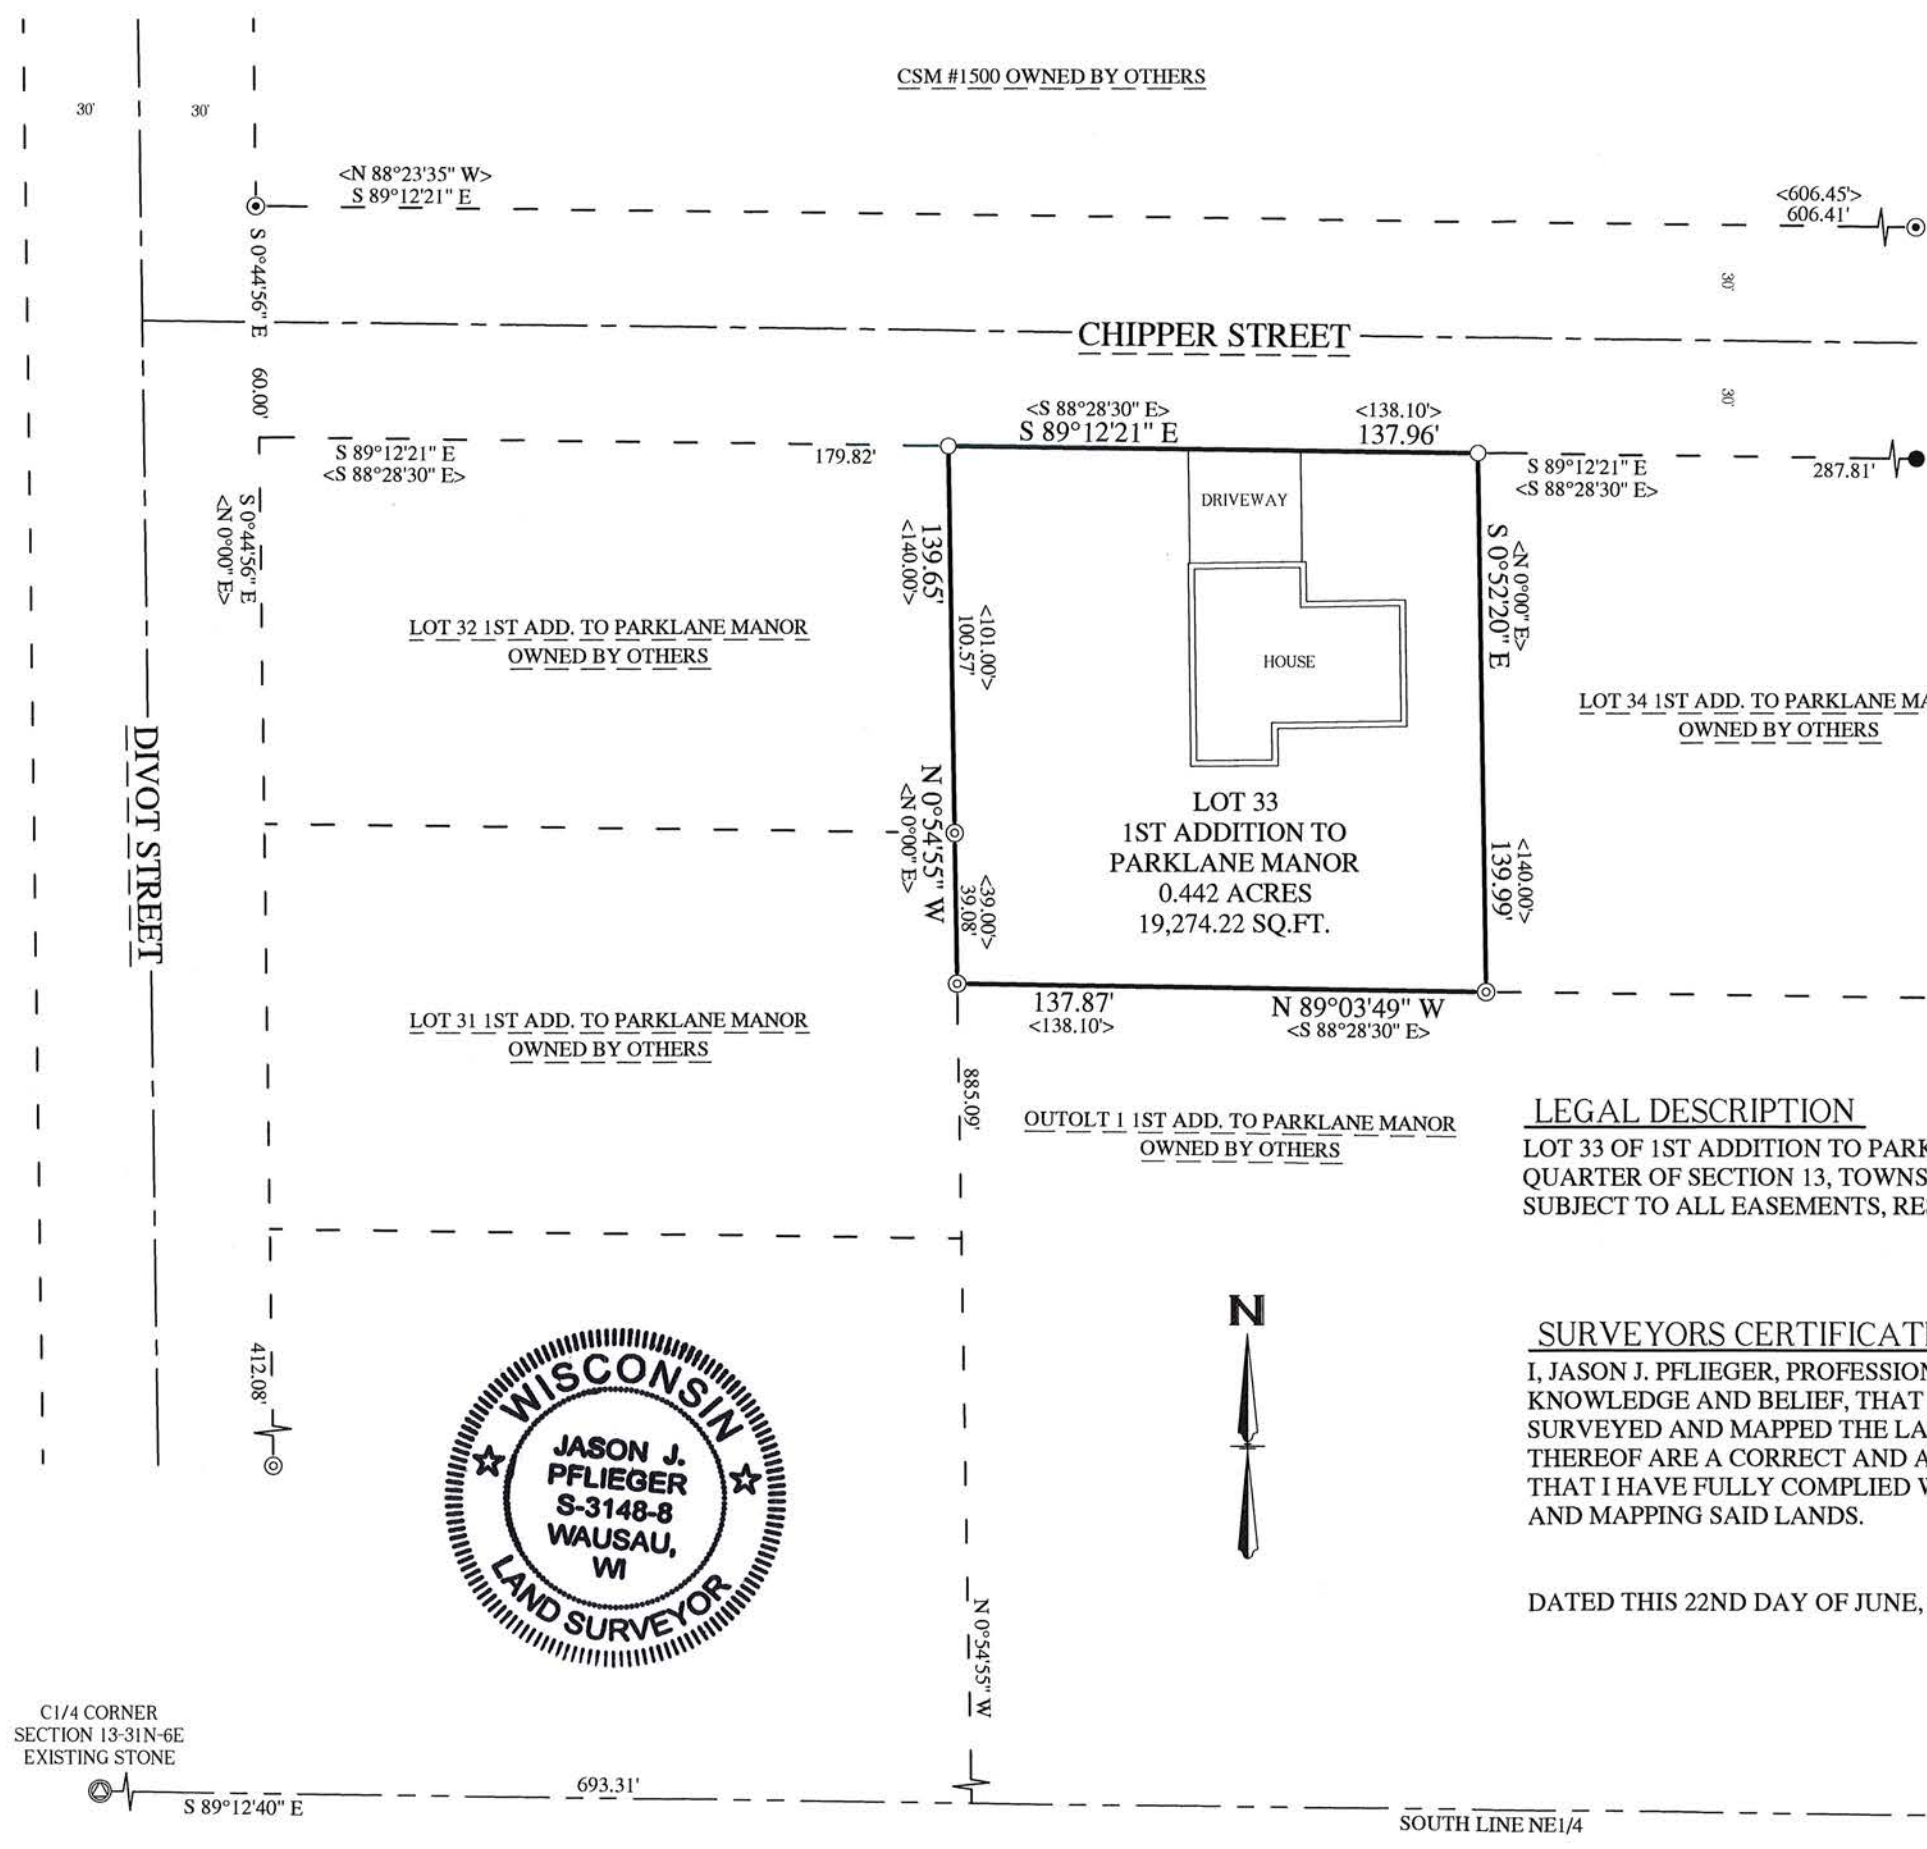 CSM #1500 OWNED BY OTHERS
30'
30'
<N 88°23'35" W>
S 89°12'21" E
<606.45'>
606.41'
S 0°44'56" E 60.00'
30'
CHIPPER STREET
30'
S 89°12'21" E
<S 88°28'30" E>
179.82'
<S 88°28'30" E>
S 89°12'21" E
<138.10'>
137.96'
S 89°12'21" E
<S 88°28'30" E>
287.81'
S 0°44'56" E
<N 0°00" E>
139.65'
<140.00'>
<101.00'>
100.57'
DRIVEWAY
HOUSE
<N 0°00" E>
S 0°52'20" E
LOT 32 1ST ADD. TO PARKLANE MANOR
OWNED BY OTHERS
LOT 34 1ST ADD. TO PARKLANE MA
OWNED BY OTHERS
DIVOT STREET
N 0°54'55" W
<N 0°00" E>
<39.00'>
39.08'
LOT 33
1ST ADDITION TO
PARKLANE MANOR
0.442 ACRES
19,274.22 SQ.FT.
<140.00'>
139.99'
137.87'
<138.10'>
N 89°03'49" W
<S 88°28'30" E>
LOT 31 1ST ADD. TO PARKLANE MANOR
OWNED BY OTHERS
885.09'
OUTOLT 1 1ST ADD. TO PARKLANE MANOR
OWNED BY OTHERS
LEGAL DESCRIPTION
LOT 33 OF 1ST ADDITION TO PARK
QUARTER OF SECTION 13, TOWNS
SUBJECT TO ALL EASEMENTS, RES
N
412.08'
WISCONSIN
JASON J.
PFLIEGER
S-3148-8
WAUSAU,
WI
LAND SURVEYOR
SURVEYORS CERTIFICATE
I, JASON J. PFLIEGER, PROFESSION
KNOWLEDGE AND BELIEF, THAT
SURVEYED AND MAPPED THE LA
THEREOF ARE A CORRECT AND A
THAT I HAVE FULLY COMPLIED W
AND MAPPING SAID LANDS.
DATED THIS 22ND DAY OF JUNE,
N 0°54'55" W
C1/4 CORNER
SECTION 13-31N-6E
EXISTING STONE
S 89°12'40" E
693.31'
SOUTH LINE NE1/4